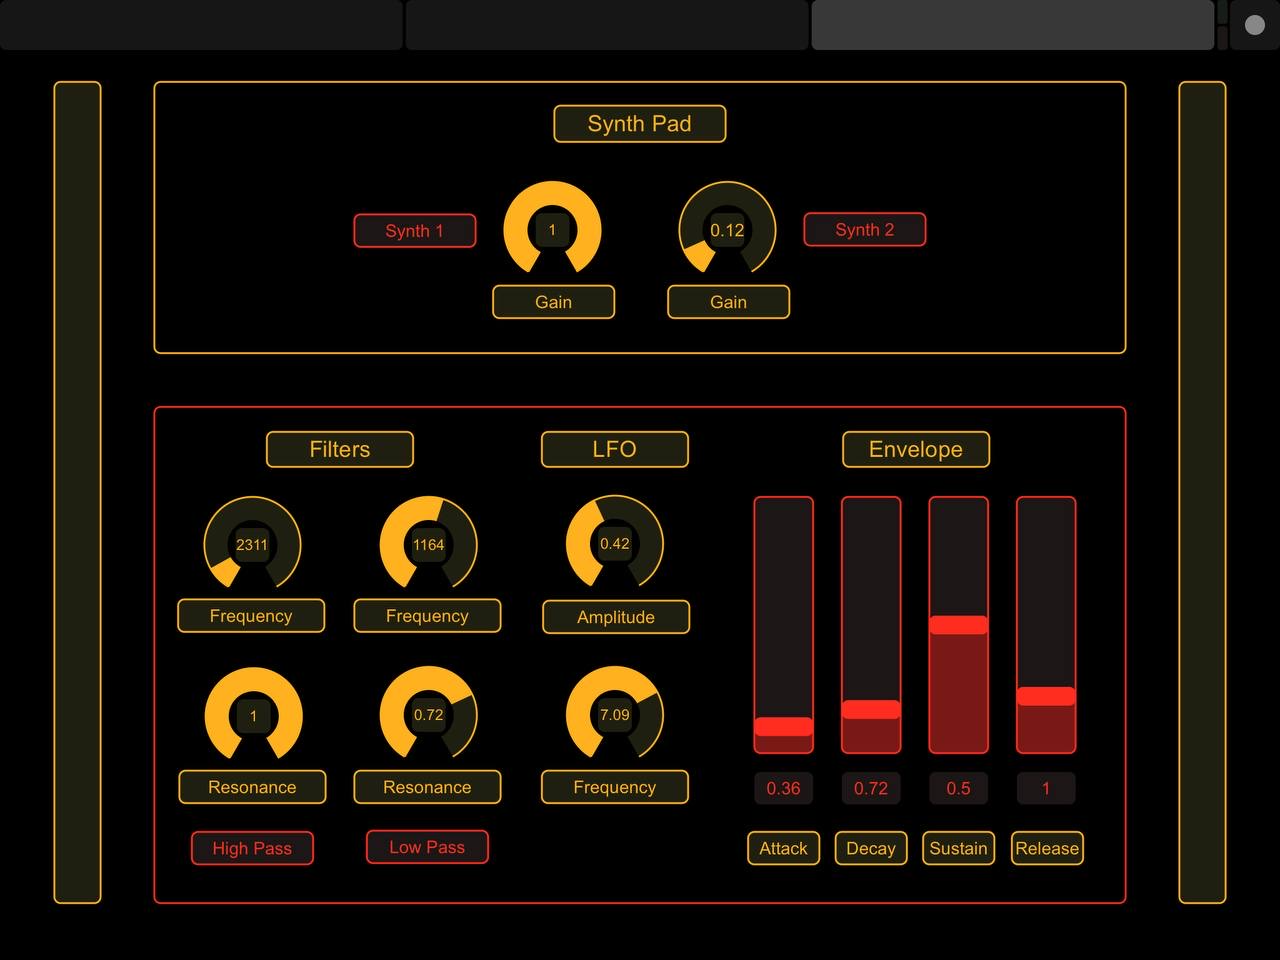 Synth Pad
Synth 1
1
0.12
Synth 2
Gain
Gain
Filters
LFO
Envelope
2311
1164
0.42
Frequency
Frequency
Amplitude
1
0.72
7.09
Resonance
Resonance
Frequency
0.36
0.72
0.5
1
High Pass
Low Pass
Attack
Decay
Sustain
Release